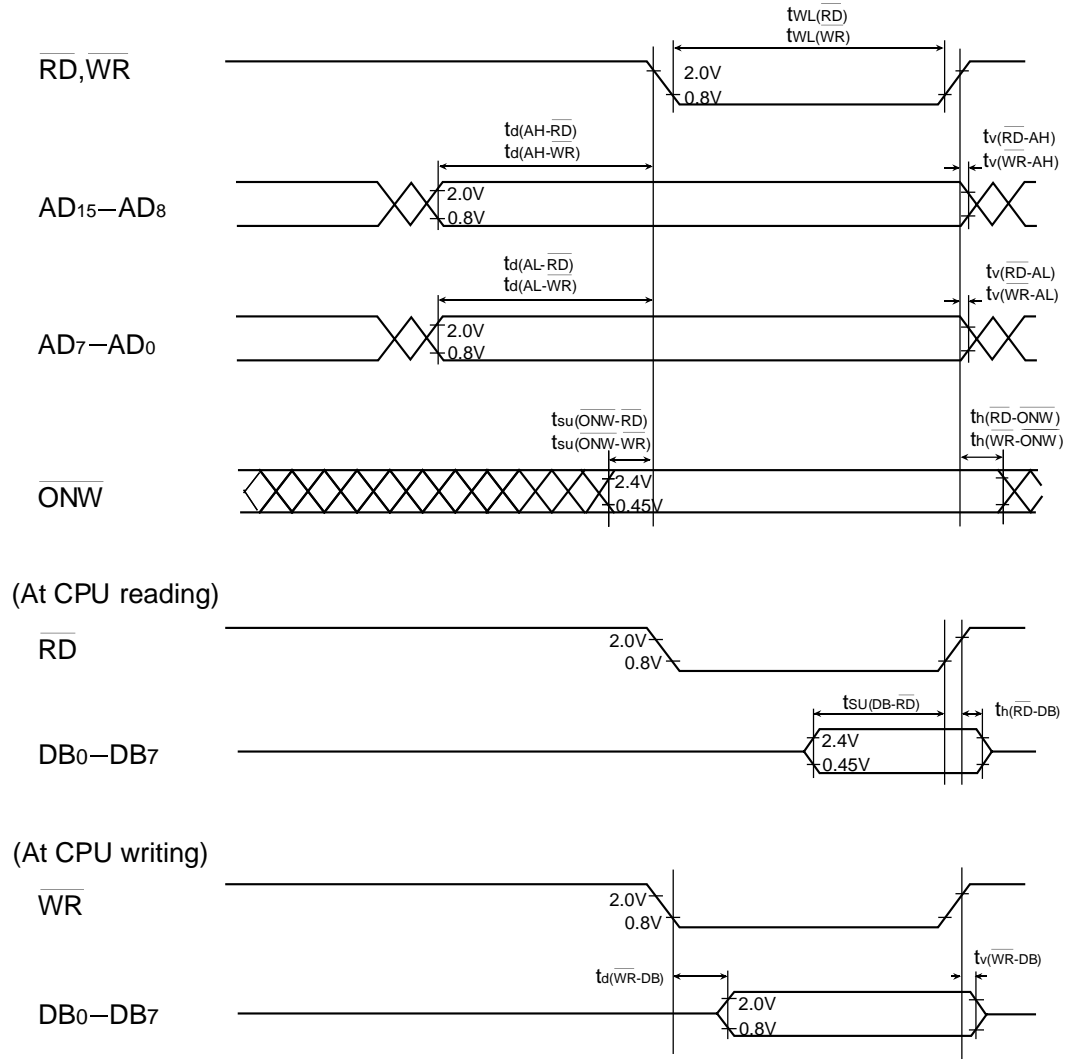 tWL(RD)
tWL(WR)
RD,WR
2.0V
0.8V
td(AH-RD)
td(AH-WR)
tv(RD-AH)
tv(WR-AH)
AD15—AD8
2.0V
0.8V
td(AL-RD)
td(AL-WR)
tv(RD-AL)
tv(WR-AL)
AD7—AD0
2.0V
0.8V
tsu(ONW-RD)
tsu(ONW-WR)
th(RD-ONW)
th(WR-ONW)
ONW
2.4V
0.45V
(At CPU reading)
RD
2.0V
0.8V
tSU(DB-RD)
th(RD-DB)
DB0—DB7
2.4V
0.45V
(At CPU writing)
WR
2.0V
0.8V
td(WR-DB)
tv(WR-DB)
DB0—DB7
2.0V
0.8V